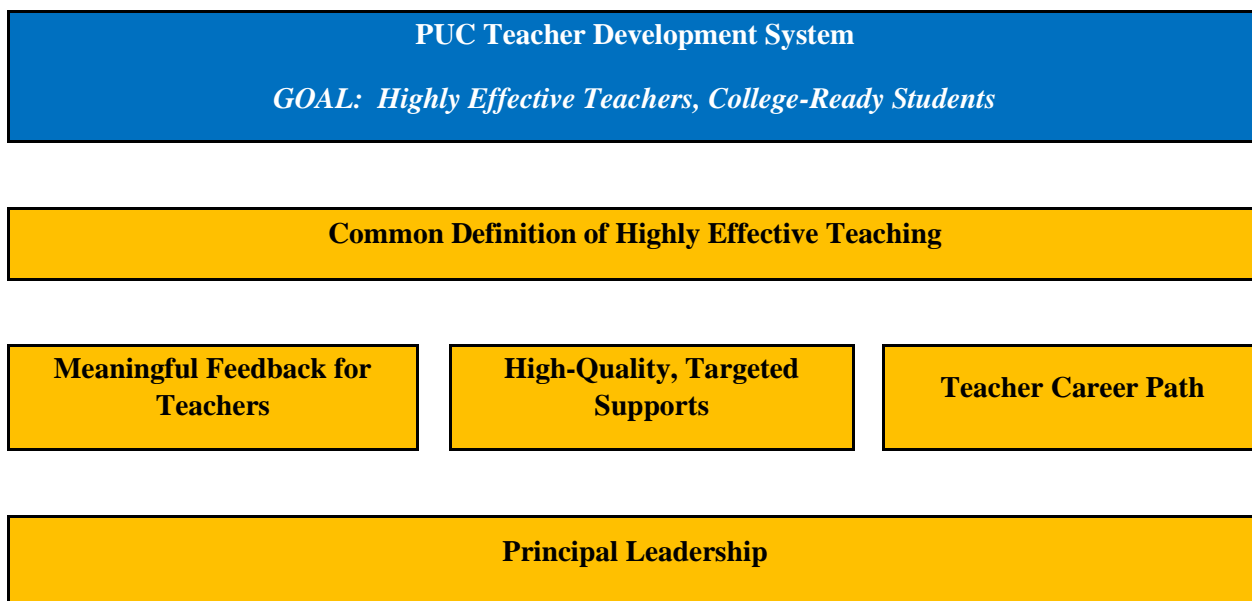 PUC Teacher Development System
GOAL:  Highly Effective Teachers, College-Ready Students
Common Definition of Highly Effective Teaching
Meaningful Feedback for
Teachers
High-Quality, Targeted
Supports
Teacher Career Path
Principal Leadership